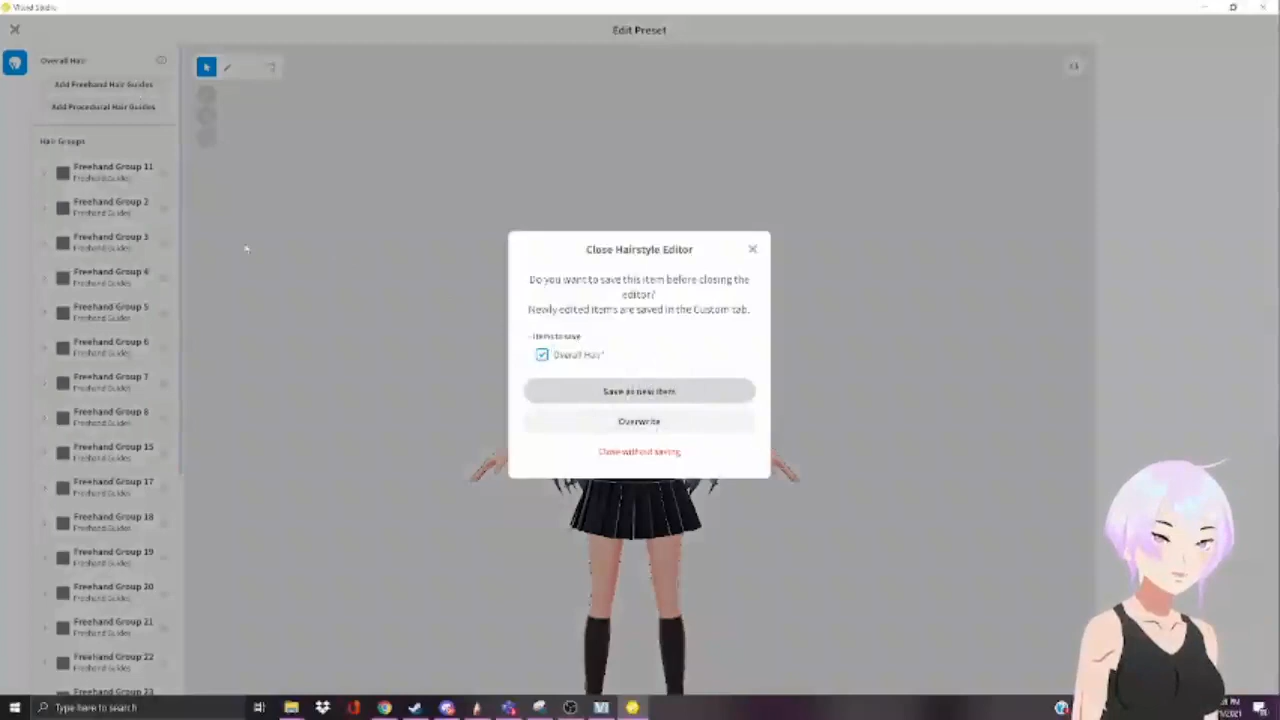 VRoid Studio
Edit Preset
Overall Hair
Add Freehand Hair Guides
Add Procedural Hair Guides
Hair Groups
Freehand Group 11
Freehand Guides
Freehand Group 2
Freehand Guides
Freehand Group 3
Freehand Guides
Freehand Group 4
Freehand Guides
Freehand Group 5
Freehand Guides
Freehand Group 6
Freehand Guides
Freehand Group 7
Freehand Guides
Freehand Group 8
Freehand Guides
Freehand Group 15
Freehand Guides
Freehand Group 17
Freehand Guides
Freehand Group 18
Freehand Guides
Freehand Group 19
Freehand Guides
Freehand Group 20
Freehand Guides
Freehand Group 21
Freehand Guides
Freehand Group 22
Freehand Guides
Freehand Group 23
Close Hairstyle Editor
Do you want to save this item before closing the
editor?
Newly edited items are saved in the Custom tab.
Items to save
Overall Hair*
Save as new item
Overwrite
Close without saving
Type here to search